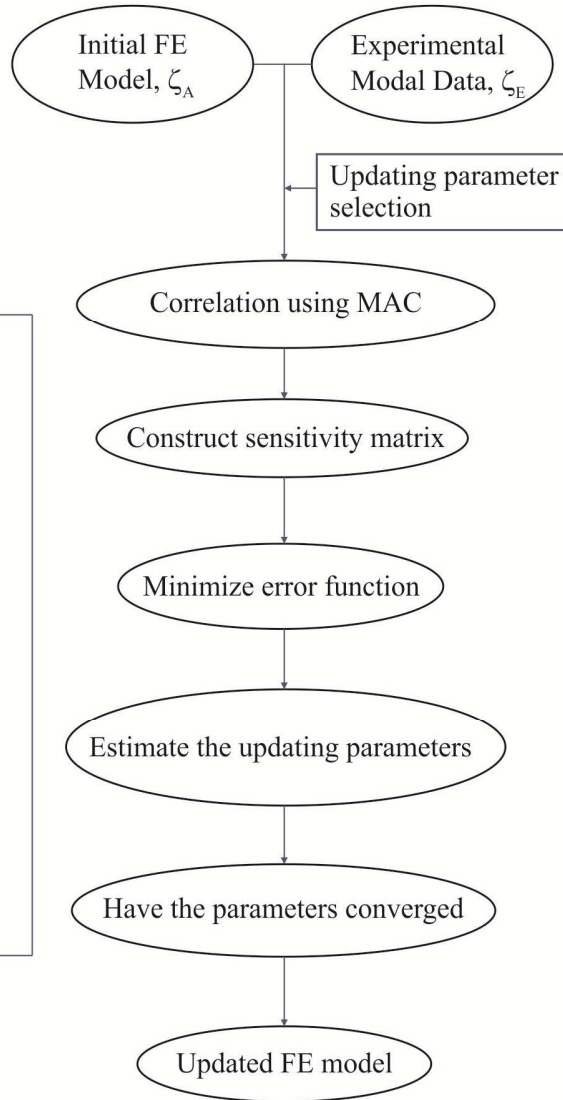 Initial FE
Model, ζA
Experimental
Modal Data, ζE
Updating parameter
selection
Correlation using MAC
Construct sensitivity matrix
Minimize error function
Estimate the updating parameters
Have the parameters converged
Updated FE model